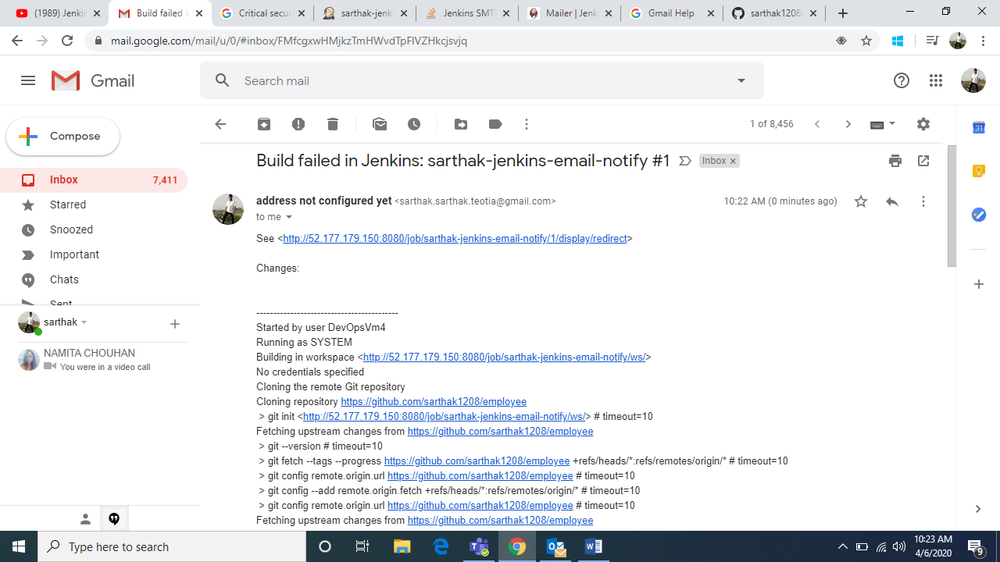 (1989) Jenkin
Build failed i
Critical secur
sarthak-jenk
Jenkins SMT
Mailer | Jenk
Gmail Help
sarthak1208/
mail.google.com/mail/u/0/#inbox/FMfcgxwHMjkzTmHWvdTpFlVZHkcjsvjq
Gmail
Search mail
Compose
1 of 8,456
31
Inbox 7,411
Starred
Snoozed
Important
Chats
Sent
sarthak
NAMITA CHOUHAN
You were in a video call
Build failed in Jenkins: sarthak-jenkins-email-notify #1
Inbox ×
address not configured yet <sarthak.sarthak.teotia@gmail.com>
10:22 AM (0 minutes ago)
to me
See <http://52.177.179.150:8080/job/sarthak-jenkins-email-notify/1/display/redirect>
Changes:
------------------------------------------
Started by user DevOpsVm4
Running as SYSTEM
Building in workspace <http://52.177.179.150:8080/job/sarthak-jenkins-email-notify/ws/>
No credentials specified
Cloning the remote Git repository
Cloning repository https://github.com/sarthak1208/employee
> git init <http://52.177.179.150:8080/job/sarthak-jenkins-email-notify/ws/> # timeout=10
Fetching upstream changes from https://github.com/sarthak1208/employee
> git --version # timeout=10
> git fetch --tags --progress https://github.com/sarthak1208/employee +refs/heads/*:refs/remotes/origin/* # timeout=10
> git config remote.origin.url https://github.com/sarthak1208/employee # timeout=10
> git config --add remote.origin.fetch +refs/heads/*:refs/remotes/origin/* # timeout=10
> git config remote.origin.url https://github.com/sarthak1208/employee # timeout=10
Fetching upstream changes from https://github.com/sarthak1208/employee
Type here to search
10:23 AM
4/6/2020
9